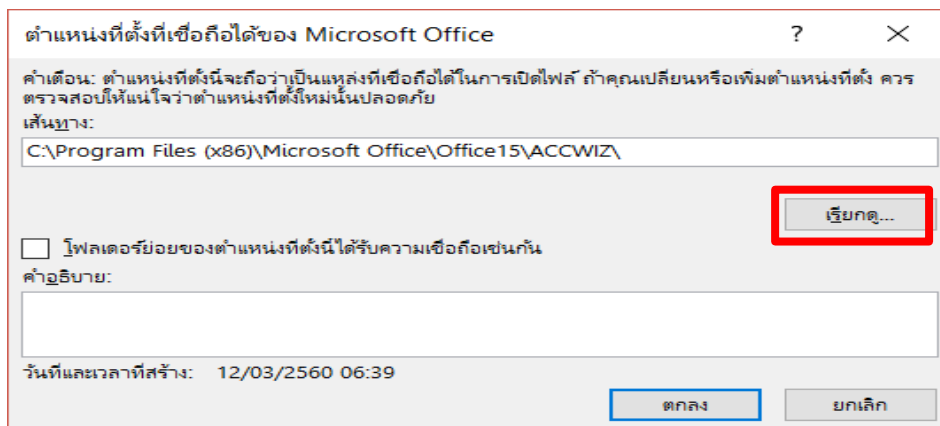 ตำแหน่งที่ตั้งที่เชื่อถือได้ของ Microsoft Office ?
คำเตือน: ตำแหน่งที่ตั้งนี้จะถือว่าเป็นแหล่งที่เชื่อถือได้ในการเปิดไฟล์ ถ้าคุณเปลี่ยนหรือเพิ่มตำแหน่งที่ตั้ง ควร
ตรวจสอบให้แน่ใจว่าตำแหน่งที่ตั้งใหม่นั้นปลอดภัย
เส้นทาง:
C:\Program Files (x86)\Microsoft Office\Office15\ACCWIZ\
เรียกดู...
โฟลเดอร์ย่อยของตำแหน่งที่ตั้งนี้ได้รับความเชื่อถือเช่นกัน
คำอธิบาย:
วันที่และเวลาที่สร้าง: 12/03/2560 06:39
ตกลง ยกเลิก